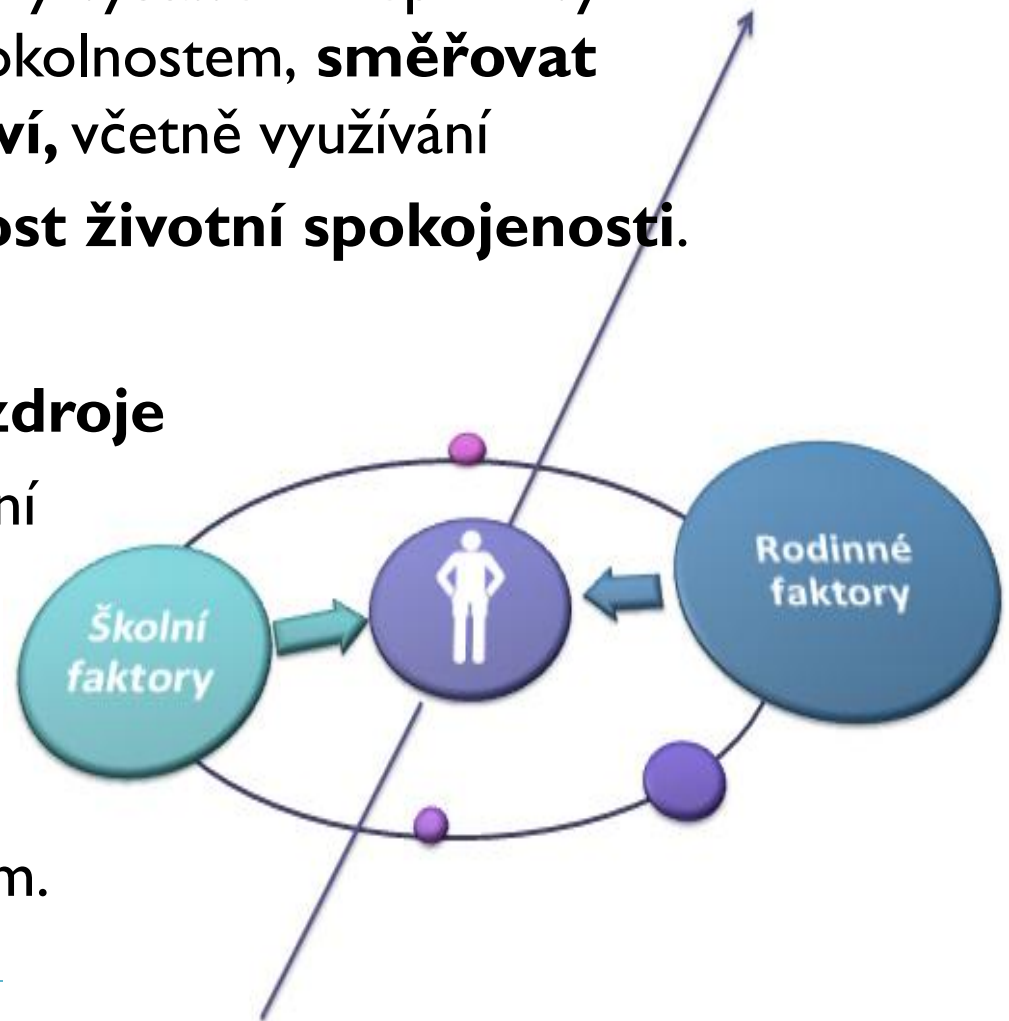 okolnostem, směřovat
ví, včetně využívání
ost životní spokojenosti.
zdroje
ní
Školní
faktory
Rodinné
faktory
m.